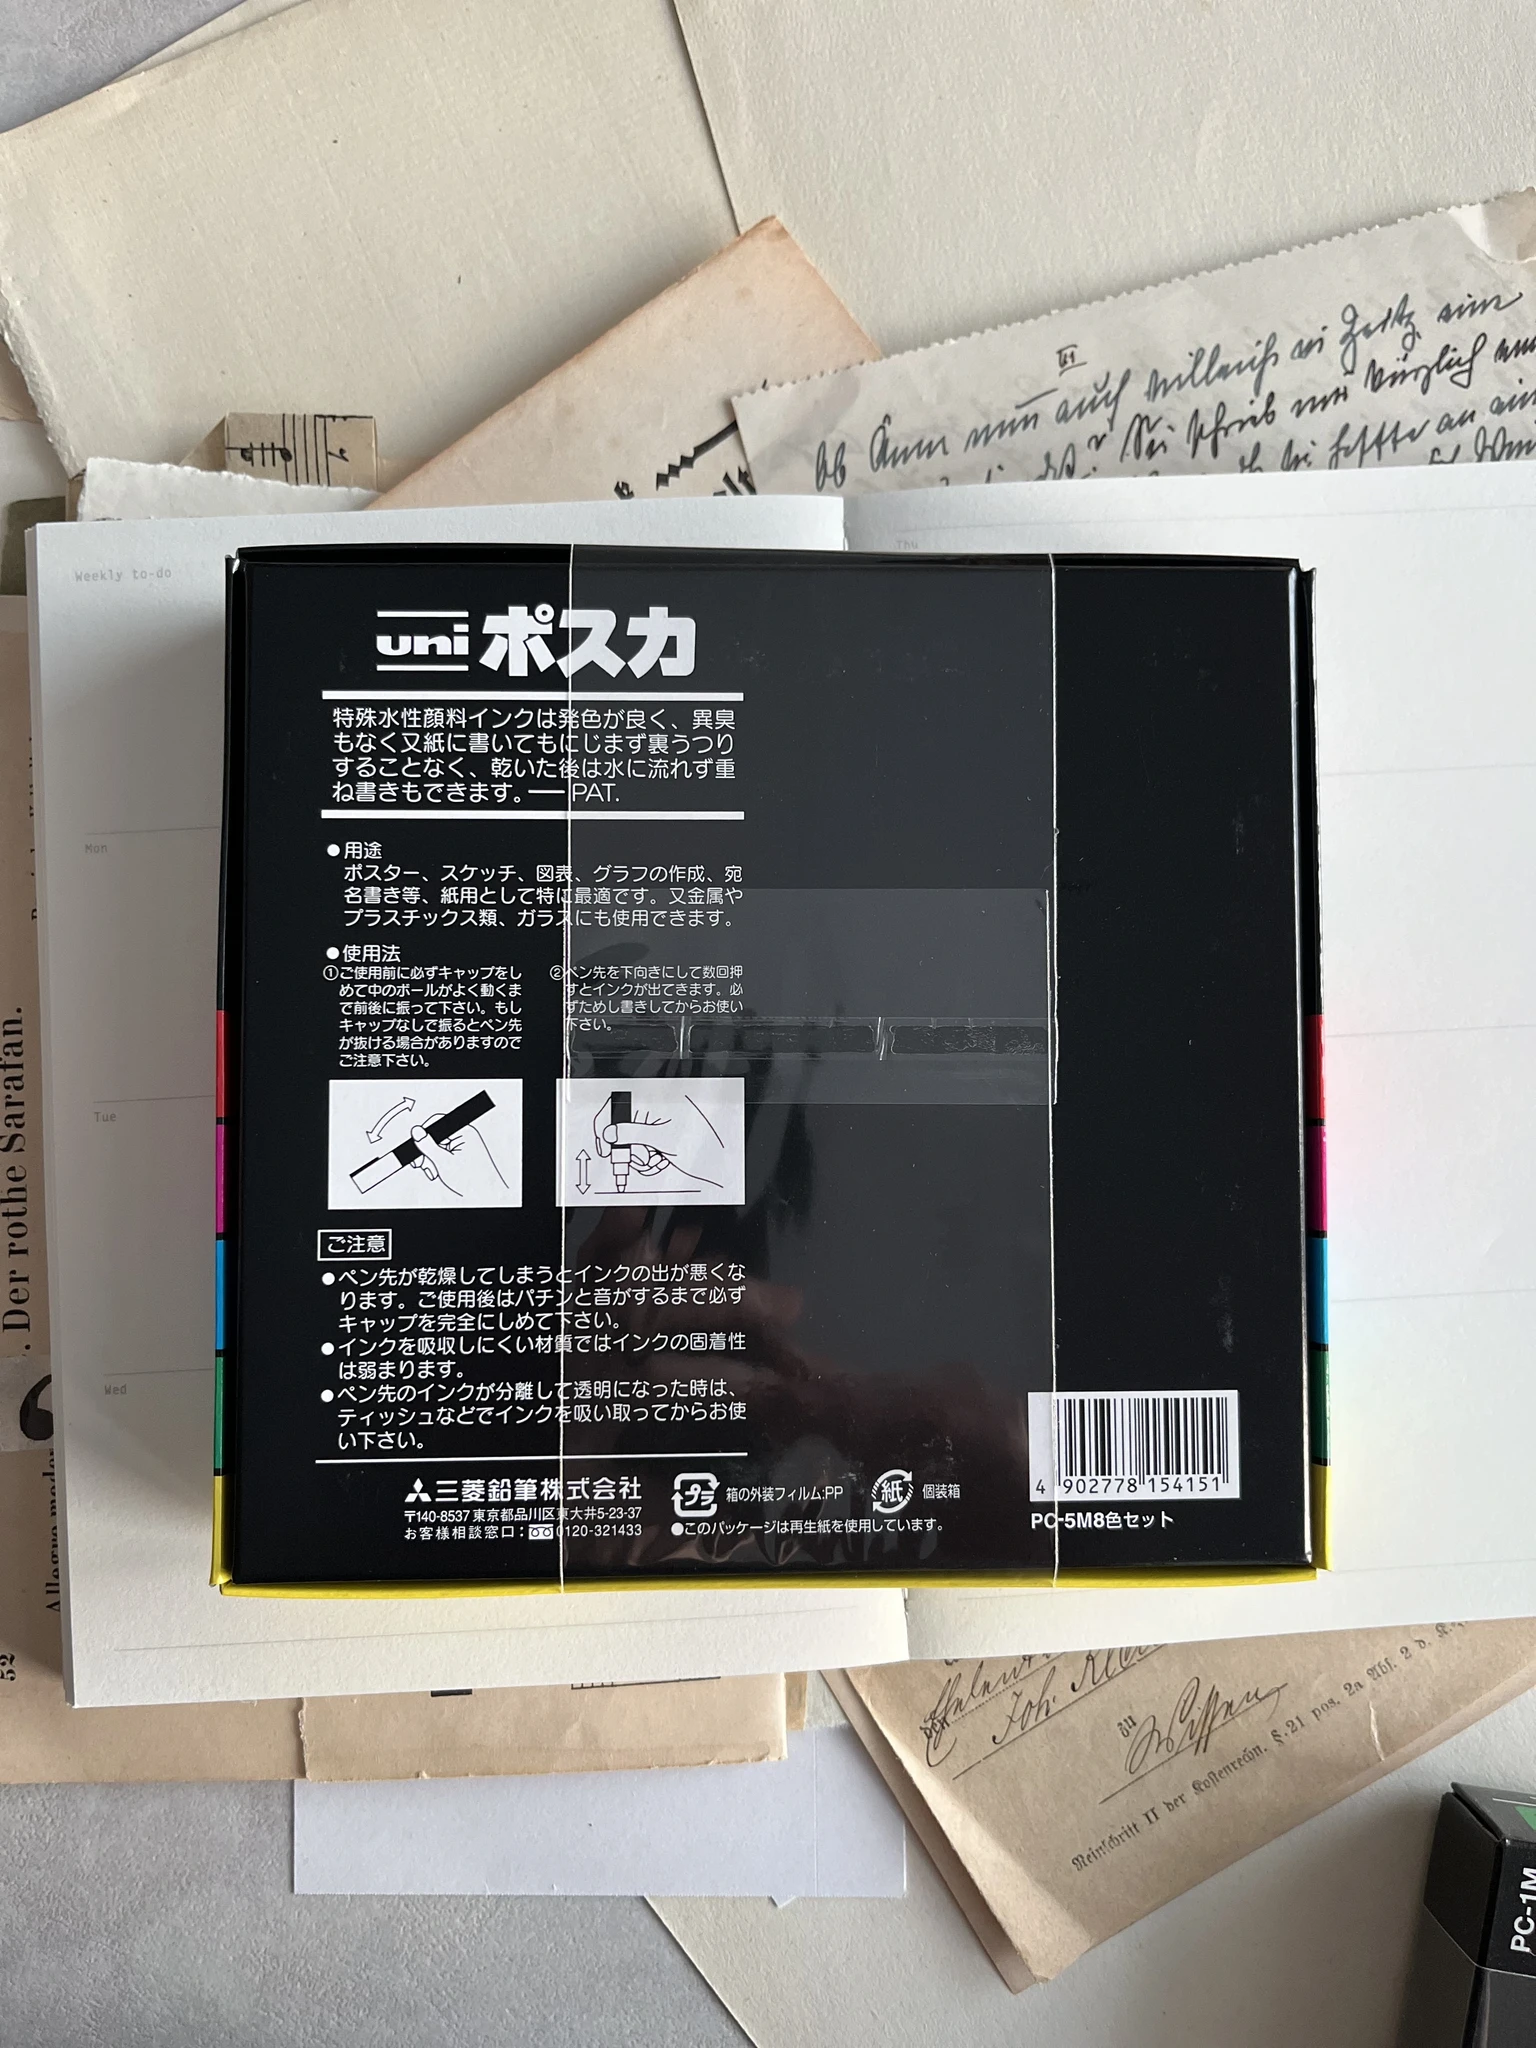 III
auch
Weekly to-do
Thu
Mon
Tue
Wed
uni ポスカ
特殊水性顔料インクは発色が良く、異臭
もなく又紙に書いてもにじまず裏うつり
することなく、乾いた後は水に流れず重
ね書きもできます。── PAT.
●用途
ポスター、スケッチ、図表、グラフの作成、宛
名書き等、紙用として特に最適です。又金属や
プラスチックス類、ガラスにも使用できます。
●使用法
①ご使用前に必ずキャップをし
めて中のボールがよく動くま
で前後に振って下さい。もし
キャップなしで振るとペン先
が抜ける場合がありますので
ご注意下さい。
②ペン先を下向きにして数回押
すとインクが出てきます。必
ずためし書きしてからお使い
下さい。
ご注意
●ペン先が乾燥してしまうとインクの出が悪くな
ります。ご使用後はパチンと音がするまで必ず
キャップを完全にしめて下さい。
●インクを吸収しにくい材質ではインクの固着性
は弱まります。
●ペン先のインクが分離して透明になった時は、
ティッシュなどでインクを吸い取ってからお使
い下さい。
三菱鉛筆株式会社
〒140-8537 東京都品川区東大井5-23-37
お客様相談窓口：0120-321433
プラ 箱の外装フィルム:PP
紙 個装箱
●このパッケージは再生紙を使用しています。
4 902778 154151
PC-5M8色セット
. Der rothe Sarafan.
52
Joh.
zu
§.21 pos. 2a Abs. 2 d.
PC-1M